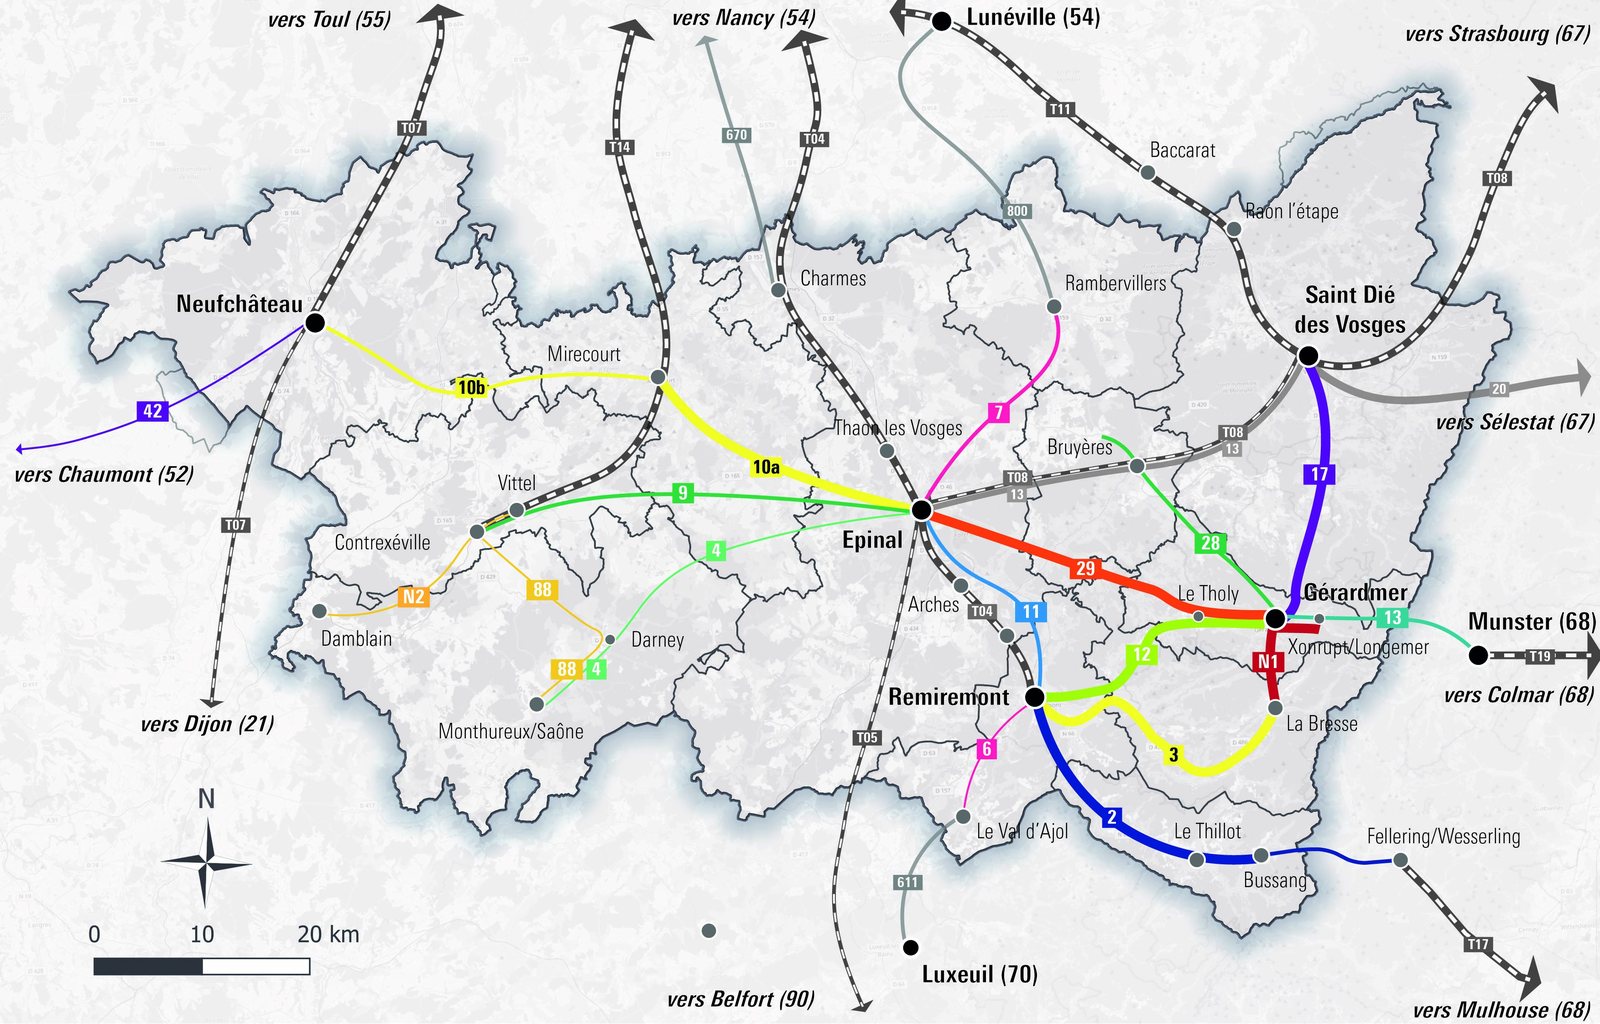 vers Toul (55)
vers Nancy (54)
Lunéville (54)
vers Strasbourg (67)
T07
T14
670
T04
T11
Baccarat
T08
800
Raon l'étape
Charmes
Rambervillers
Neufchâteau
Saint Dié
des Vosges
Mirecourt
10b
42
20
7
vers Sélestat (67)
Thaon les Vosges
T08
13
Bruyères
vers Chaumont (52)
10a
17
Vittel
9
T08
13
T07
Contrexéville
Epinal
28
4
29
N2
88
Arches
T04
11
Le Tholy
Gérardmer
13
Munster (68)
Damblain
Darney
12
N1
Xonrupt/Longemer
T19
88
4
Remiremont
vers Colmar (68)
vers Dijon (21)
Monthureux/Saône
T05
6
3
La Bresse
N
2
Le Val d'Ajol
Le Thillot
Fellering/Wesserling
Bussang
611
0 10 20 km
T17
Luxeuil (70)
vers Belfort (90)
vers Mulhouse (68)